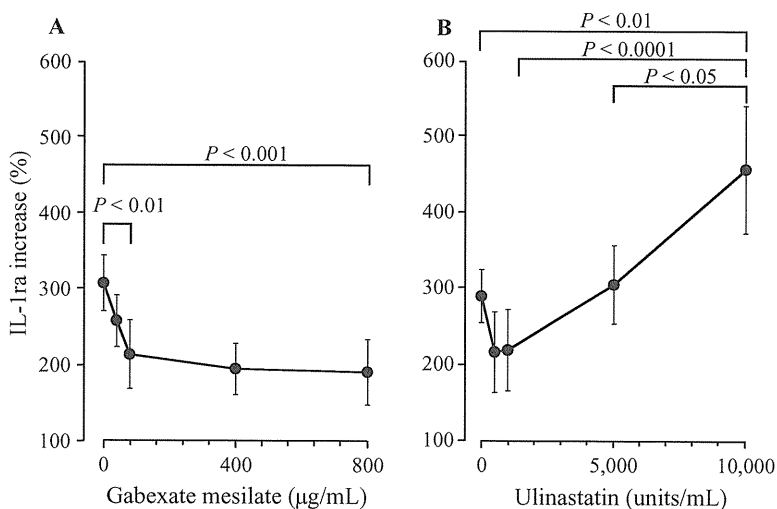 A
IL-1ra increase (%)
600
500
400
300
200
100
P < 0.001
P < 0.01
0
400
800
Gabexate mesilate (μg/mL)
B
600
500
400
300
200
100
P < 0.01
P < 0.0001
P < 0.05
0
5,000
10,000
Ulinastatin (units/mL)